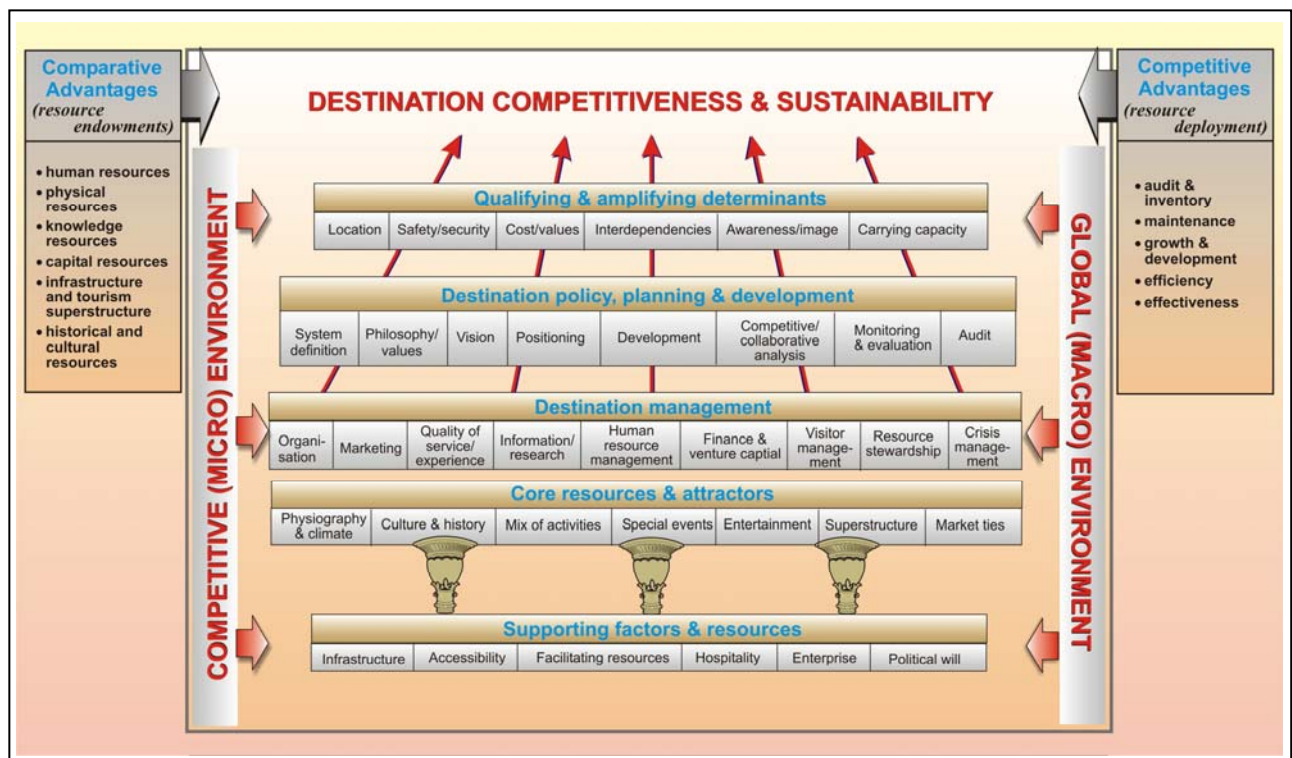 Comparative
Advantages
(resource
endowments)
• human resources
• physical
resources
• knowledge
resources
• capital resources
• infrastructure
and tourism
superstructure
• historical and
cultural
resources
COMPETITIVE (MICRO) ENVIRONMENT
DESTINATION COMPETITIVENESS & SUSTAINABILITY
Qualifying & amplifying determinants
Location
Safety/security
Cost/values
Interdependencies
Awareness/image
Carrying capacity
Destination policy, planning & development
System
definition
Philosophy/
values
Vision
Positioning
Development
Competitive/
collaborative
analysis
Monitoring
& evaluation
Audit
Destination management
Organi-
sation
Marketing
Quality of
service/
experience
Information/
research
Human
resource
management
Finance &
venture captial
Visitor
manage-
ment
Resource
stewardship
Crisis
manage-
ment
Core resources & attractors
Physiography
& climate
Culture & history
Mix of activities
Special events
Entertainment
Superstructure
Market ties
Supporting factors & resources
Infrastructure
Accessibility
Facilitating resources
Hospitality
Enterprise
Political will
GLOBAL (MACRO) ENVIRONMENT
Competitive
Advantages
(resource
deployment)
• audit &
inventory
• maintenance
• growth &
development
• efficiency
• effectiveness